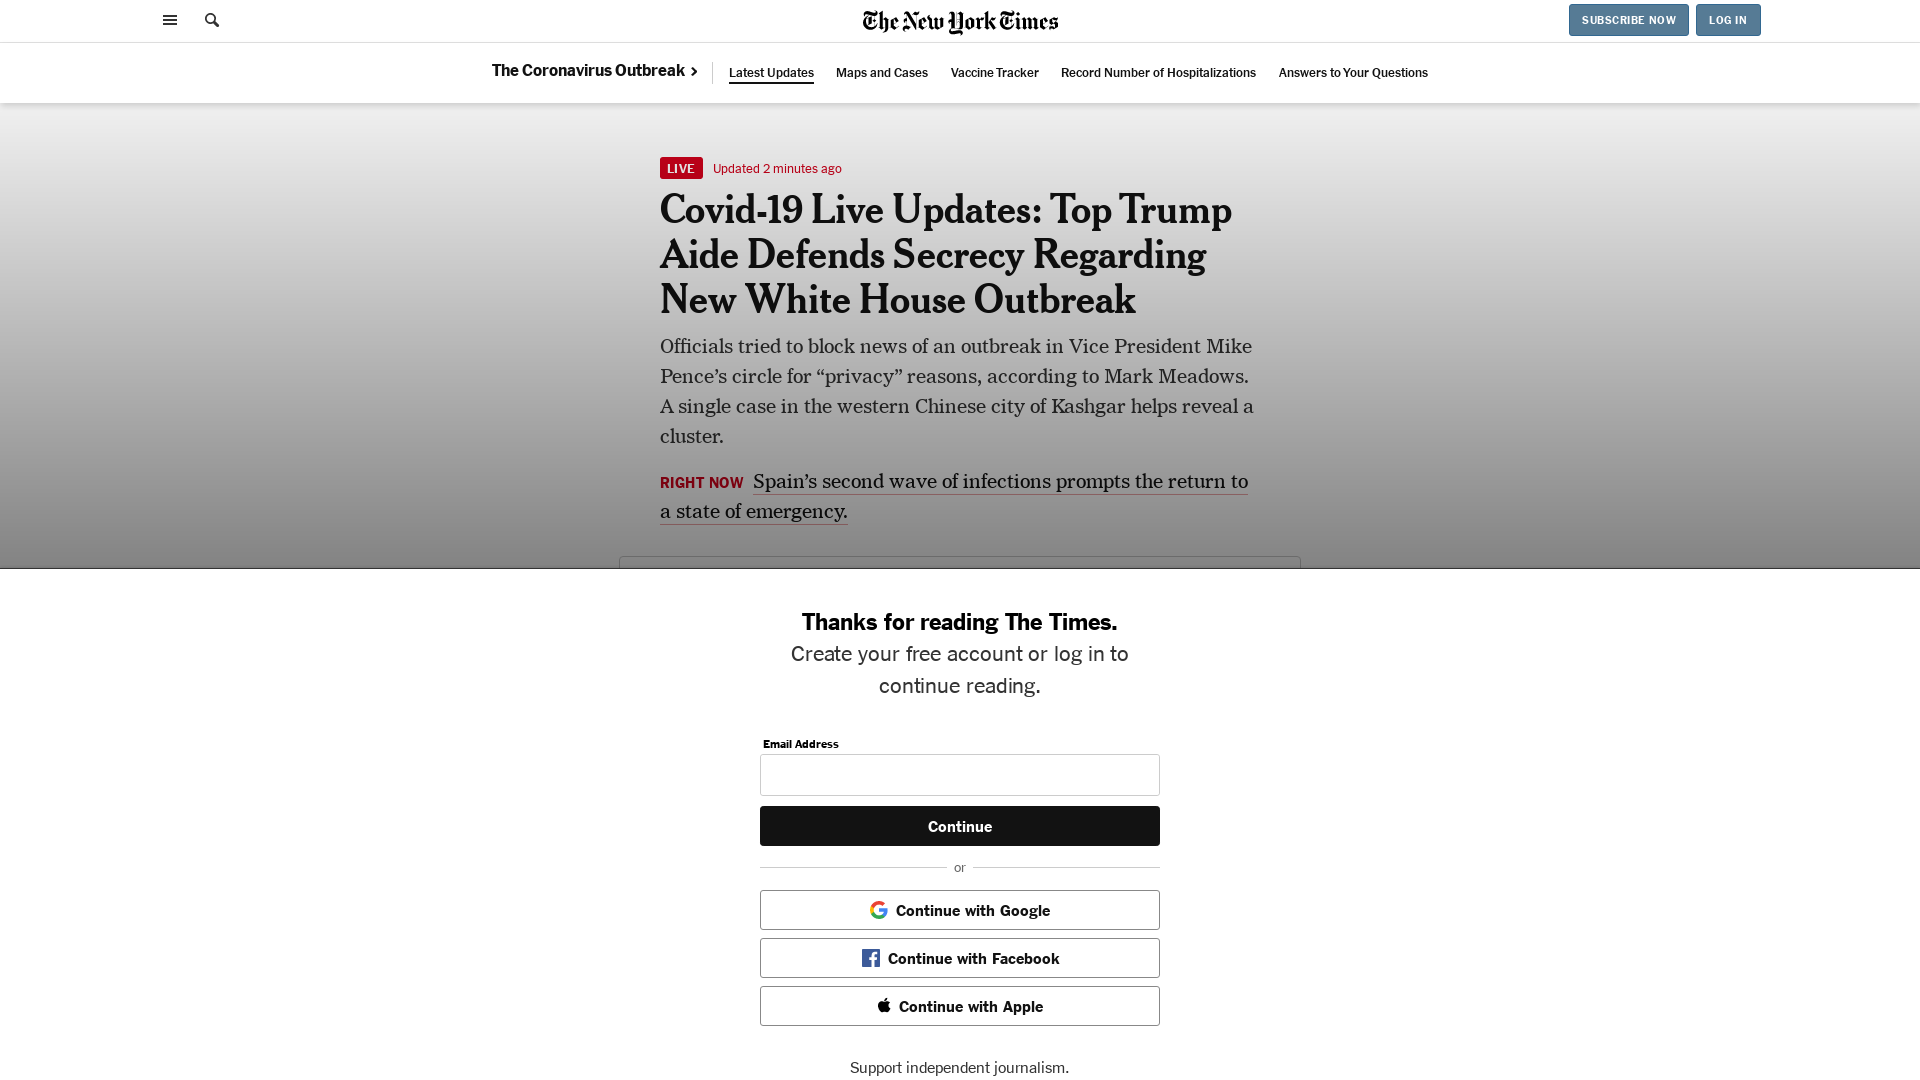 The New York Times
SUBSCRIBE NOW
LOG IN
The Coronavirus Outbreak
Latest Updates
Maps and Cases
Vaccine Tracker
Record Number of Hospitalizations
Answers to Your Questions
LIVE
Updated 2 minutes ago
Covid-19 Live Updates: Top Trump
Aide Defends Secrecy Regarding
New White House Outbreak
Officials tried to block news of an outbreak in Vice President Mike
Pence’s circle for “privacy” reasons, according to Mark Meadows.
A single case in the western Chinese city of Kashgar helps reveal a
cluster.
RIGHT NOW Spain’s second wave of infections prompts the return to
a state of emergency.
Thanks for reading The Times.
Create your free account or log in to
continue reading.
Email Address
Continue
or
Continue with Google
Continue with Facebook
Continue with Apple
Support independent journalism.